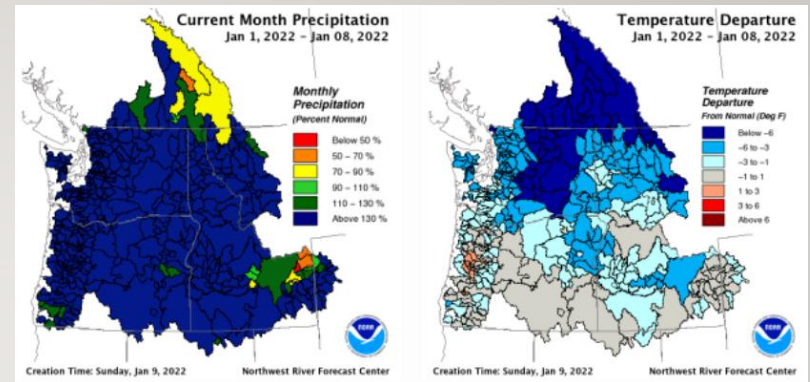 Current Month Precipitation
Jan 1, 2022 - Jan 08, 2022
Monthly
Precipitation
(Percent Normal)
Below 50 %
50 - 70 %
70 - 90 %
90 - 110 %
110 - 130 %
Above 130 %
NOAA
Creation Time: Sunday, Jan 9, 2022
Northwest River Forecast Center
Temperature Departure
Jan 1, 2022 - Jan 08, 2022
Temperature
Departure
From Normal (Deg F)
Below -6
-6 to -3
-3 to -1
-1 to 1
1 to 3
3 to 6
Above 6
NOAA
Creation Time: Sunday, Jan 9, 2022
Northwest River Forecast Center